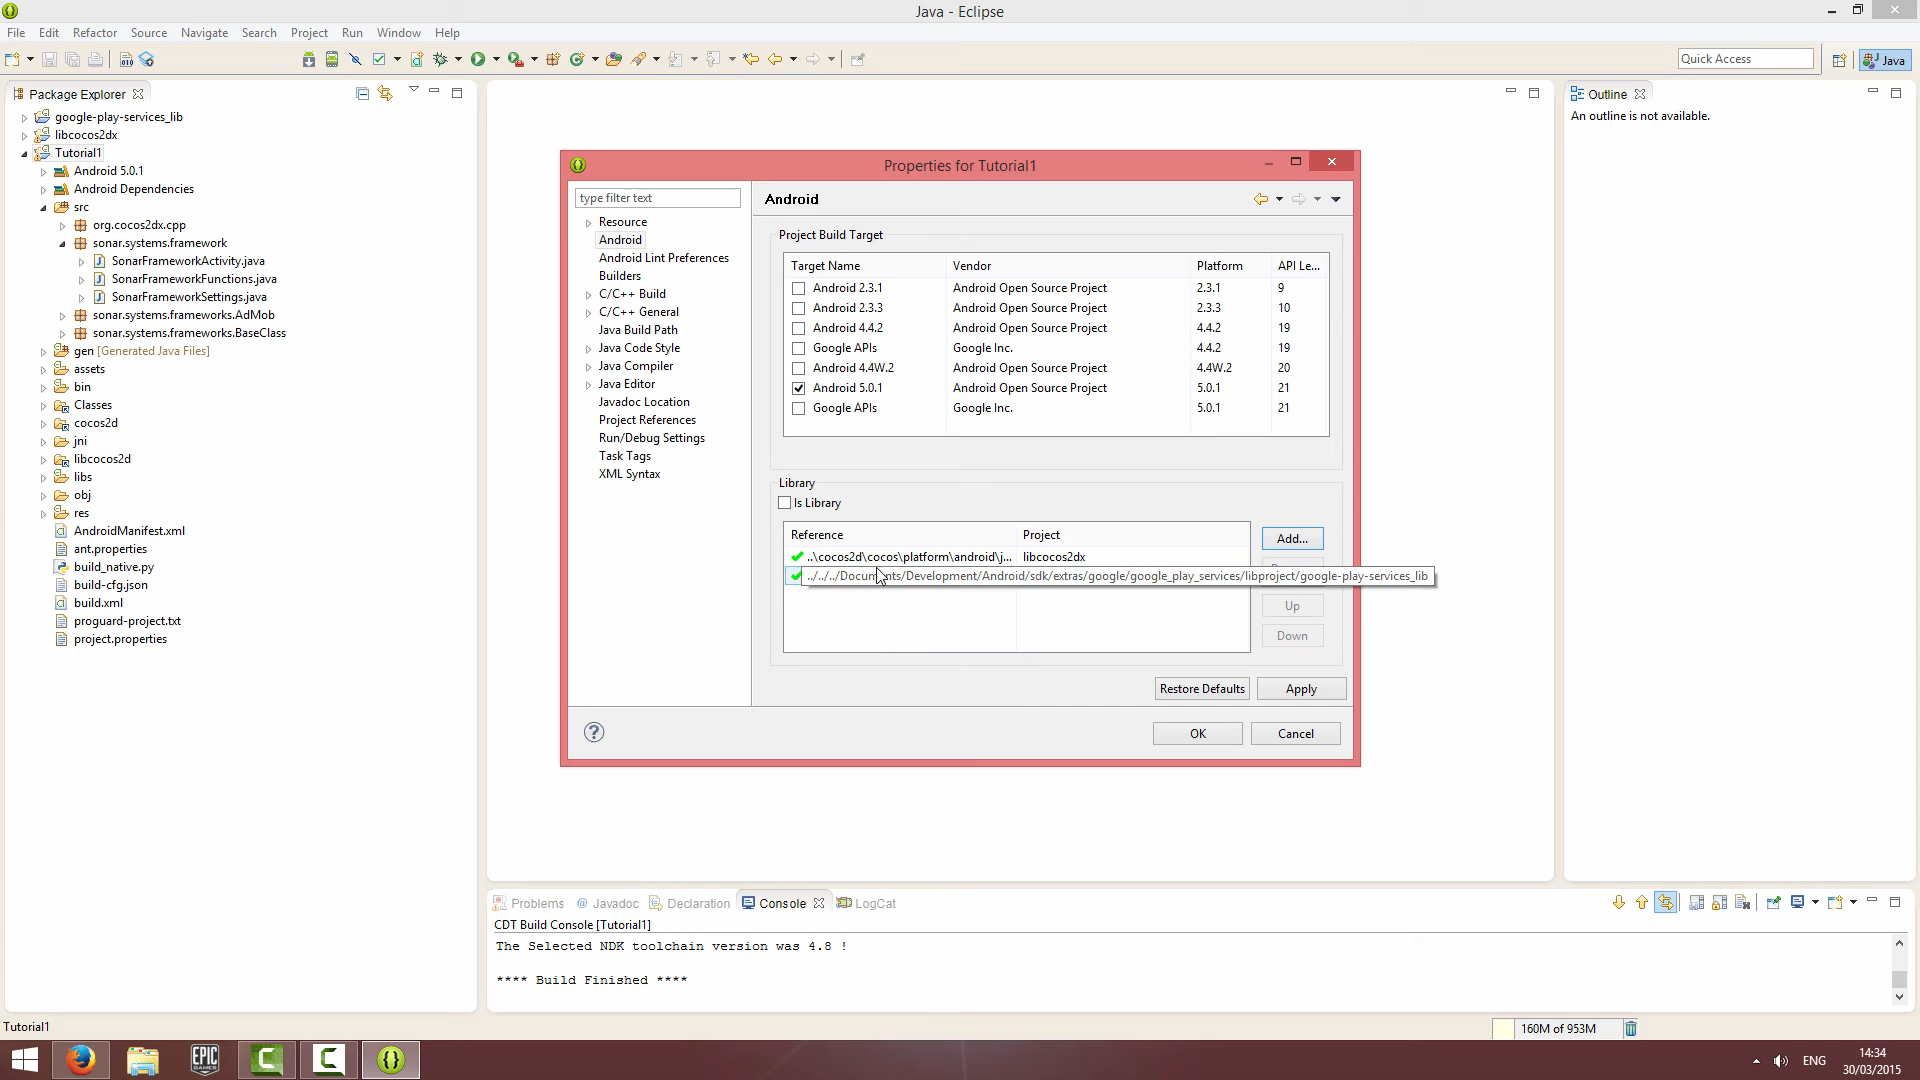 Java - Eclipse
File Edit Refactor Source Navigate Search Project Run Window Help
Quick Access
Java
Package Explorer
google-play-services_lib
libcocos2dx
Tutorial1
Android 5.0.1
Android Dependencies
src
org.cocos2dx.cpp
sonar.systems.framework
SonarFrameworkActivity.java
SonarFrameworkFunctions.java
SonarFrameworkSettings.java
sonar.systems.frameworks.AdMob
sonar.systems.frameworks.BaseClass
gen [Generated Java Files]
assets
bin
Classes
cocos2d
jni
libcocos2d
libs
obj
res
AndroidManifest.xml
ant.properties
build_native.py
build-cfg.json
build.xml
proguard-project.txt
project.properties
Properties for Tutorial1
type filter text
Resource
Android
Android Lint Preferences
Builders
C/C++ Build
C/C++ General
Java Build Path
Java Code Style
Java Compiler
Java Editor
Javadoc Location
Project References
Run/Debug Settings
Task Tags
XML Syntax
Android
Project Build Target
Target Name Vendor Platform API Le...
Android 2.3.1 Android Open Source Project 2.3.1 9
Android 2.3.3 Android Open Source Project 2.3.3 10
Android 4.4.2 Android Open Source Project 4.4.2 19
Google APIs Google Inc. 4.4.2 19
Android 4.4W.2 Android Open Source Project 4.4W.2 20
Android 5.0.1 Android Open Source Project 5.0.1 21
Google APIs Google Inc. 5.0.1 21
Library
Is Library
Reference Project
..\cocos2d\cocos\platform\android\j... libcocos2dx
../../../Documents/Development/Android/sdk/extras/google/google_play_services/libproject/google-play-services_lib
Add...
Up
Down
Restore Defaults Apply
OK Cancel
Outline
An outline is not available.
Problems Javadoc Declaration Console LogCat
CDT Build Console [Tutorial1]
The Selected NDK toolchain version was 4.8 !
**** Build Finished ****
Tutorial1
160M of 953M
EPIC GAMES
ENG
14:34
30/03/2015